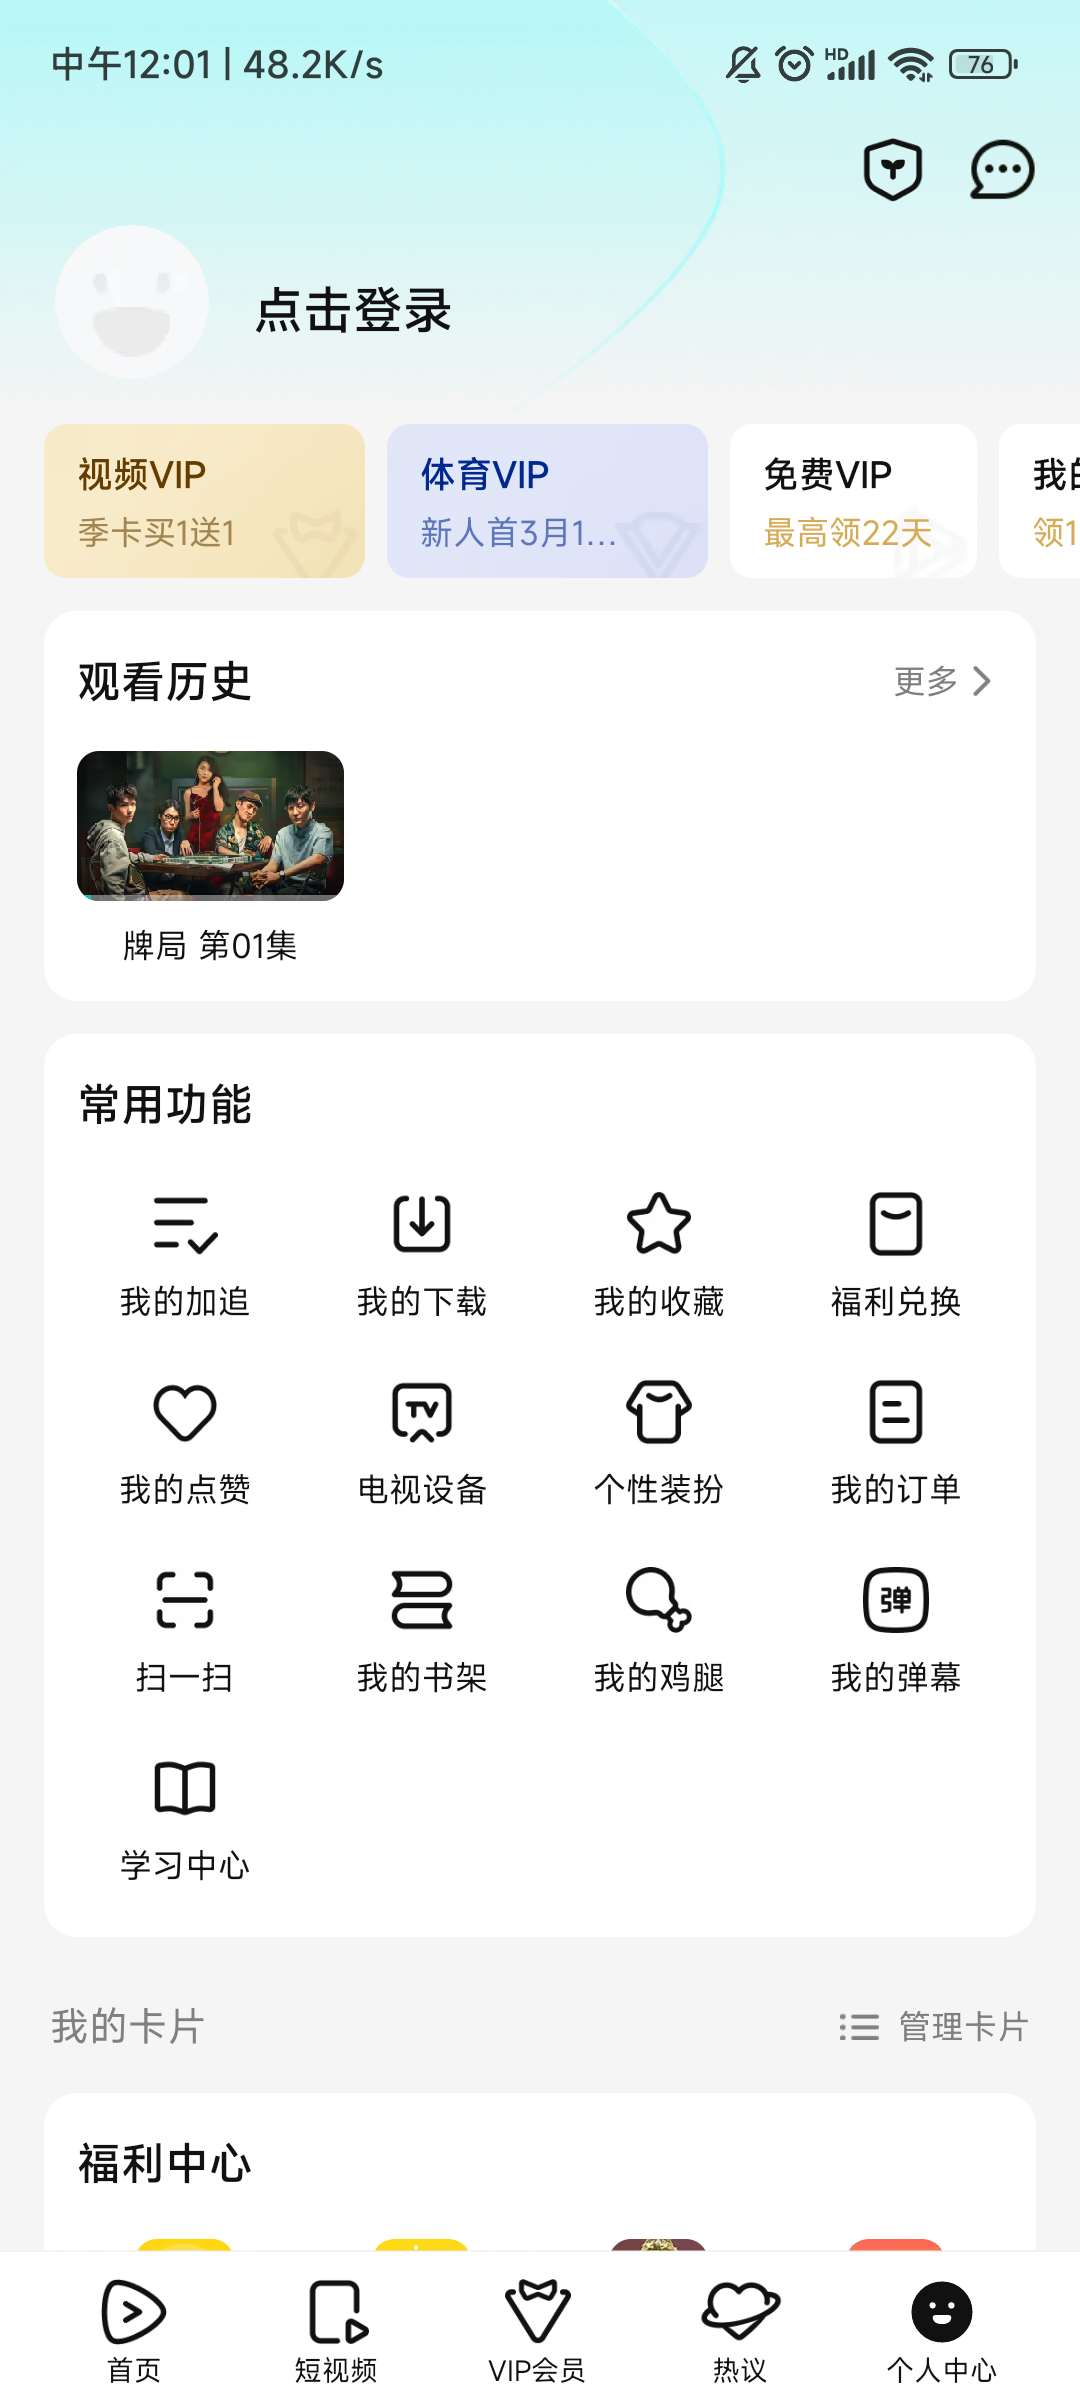 中午12:01 | 48.2K/s
HD
76
点击登录
视频VIP
季卡买1送1
体育VIP
新人首3月1...
免费VIP
最高领22天
我的
领1
观看历史
更多
牌局 第01集
常用功能
我的加追
我的下载
我的收藏
福利兑换
我的点赞
TV
电视设备
个性装扮
我的订单
扫一扫
我的书架
我的鸡腿
弹
我的弹幕
学习中心
我的卡片
管理卡片
福利中心
首页
短视频
VIP会员
热议
个人中心